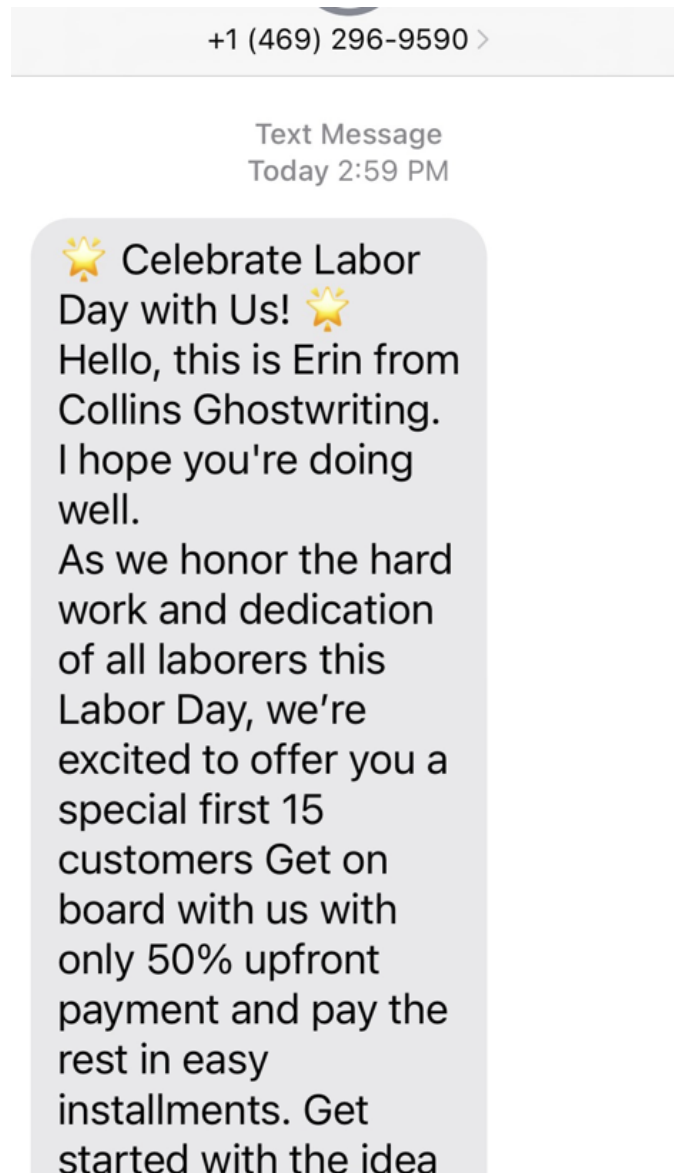 +1 (469) 296-9590 >
Text Message
Today 2:59 PM
🌟 Celebrate Labor
Day with Us! 🌟
Hello, this is Erin from
Collins Ghostwriting.
I hope you're doing
well.
As we honor the hard
work and dedication
of all laborers this
Labor Day, we’re
excited to offer you a
special first 15
customers Get on
board with us with
only 50% upfront
payment and pay the
rest in easy
installments. Get
started with the idea